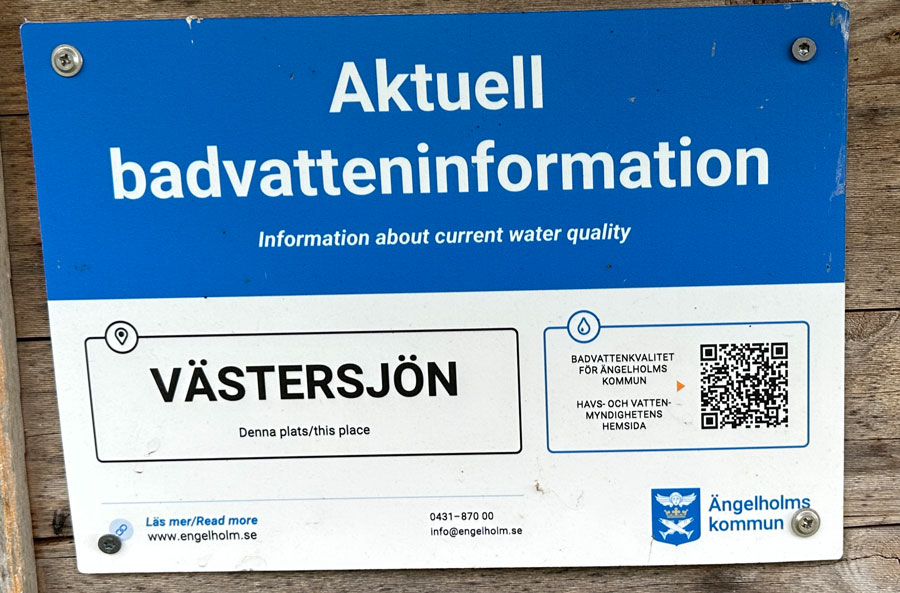 Aktuell
badvatteninformation
Information about current water quality
VÄSTERSJÖN
Denna plats/this place
BADVATTENKVALITET
FÖR ÄNGELHOLMS
KOMMUN
HAVS- OCH VATTEN-
MYNDIGHETENS
HEMSIDA
Läs mer/Read more
www.engelholm.se
0431–870 00
info@engelholm.se
Ängelholms
kommun